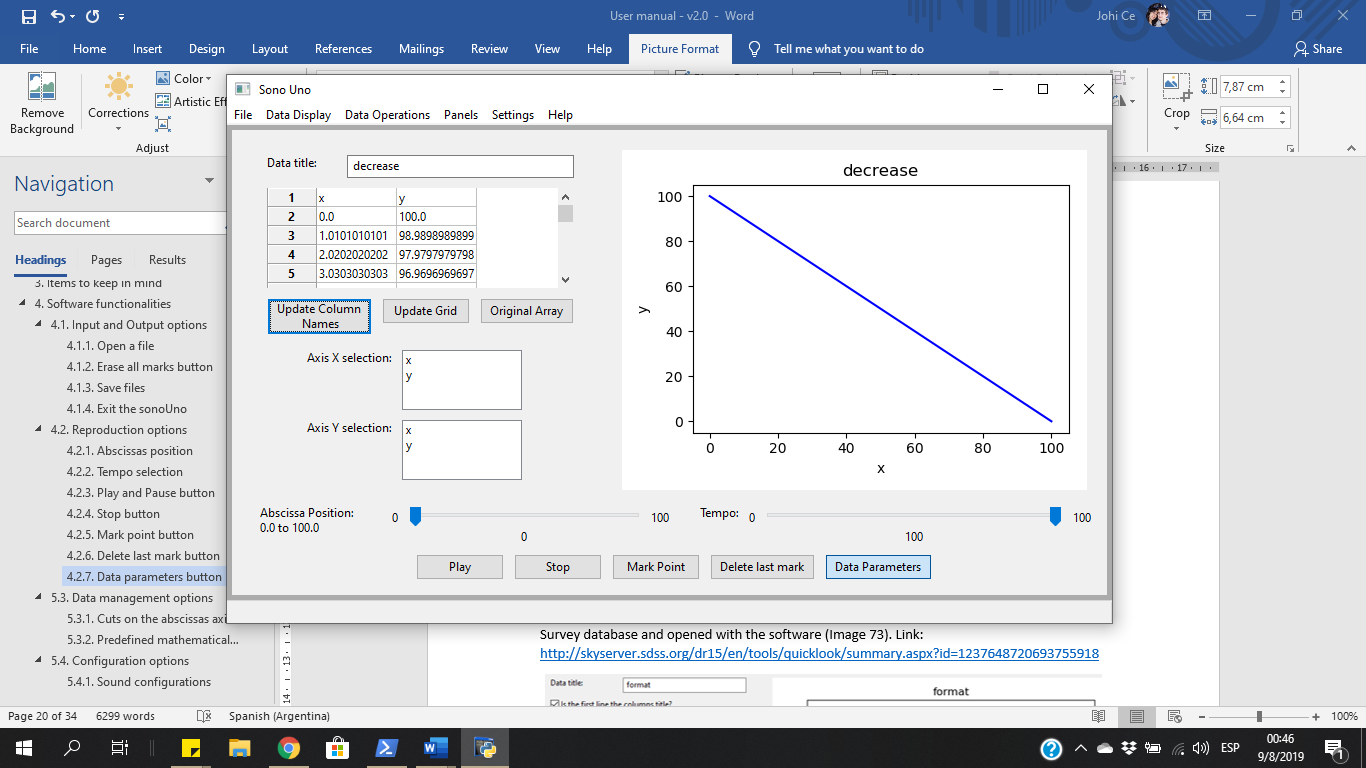 User manual - v2.0 - Word
Johi Ce
File Home Insert Design Layout References Mailings Review View Help Picture Format Tell me what you want to do Share
Remove Background
Corrections
Color
Artistic Eff
Adjust
Crop
7,87 cm
6,64 cm
Size
16 17
Navigation
Search document
Headings Pages Results
3. Items to keep in mind
4. Software functionalities
4.1. Input and Output options
4.1.1. Open a file
4.1.2. Erase all marks button
4.1.3. Save files
4.1.4. Exit the sonoUno
4.2. Reproduction options
4.2.1. Abscissas position
4.2.2. Tempo selection
4.2.3. Play and Pause button
4.2.4. Stop button
4.2.5. Mark point button
4.2.6. Delete last mark button
4.2.7. Data parameters button
5.3. Data management options
5.3.1. Cuts on the abscissas axi
5.3.2. Predefined mathematical...
5.4. Configuration options
5.4.1. Sound configurations
Sono Uno
File Data Display Data Operations Panels Settings Help
Data title: decrease
1 x y
2 0.0 100.0
3 1.0101010101 98.9898989899
4 2.0202020202 97.9797979798
5 3.0303030303 96.9696969697
Update Column Names
Update Grid
Original Array
Axis X selection:
x
y
Axis Y selection:
x
y
decrease
100
80
60
40
20
0
y
0 20 40 60 80 100
x
Abscissa Position:
0.0 to 100.0
0 100
0
Tempo: 0 100
100
Play Stop Mark Point Delete last mark Data Parameters
Survey database and opened with the software (Image 73). Link:
http://skyserver.sdss.org/dr15/en/tools/quicklook/summary.aspx?id=1237648720693755918
Data title: format
Is the first line the columns title?
format
13
14
Page 20 of 34 6299 words Spanish (Argentina) 100%
ESP
00:46
9/8/2019
1